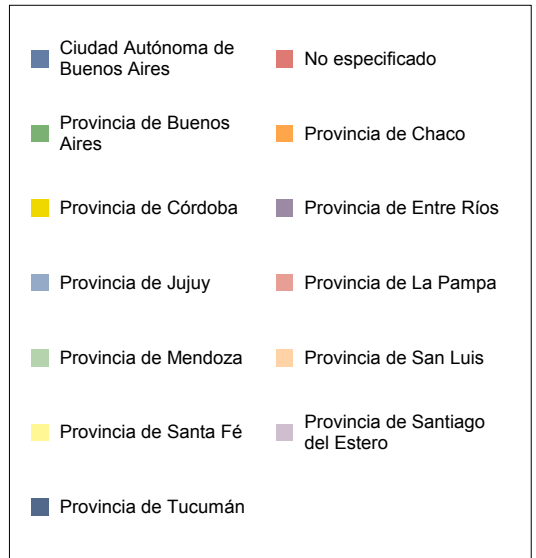 Ciudad Autónoma de
Buenos Aires
No especificado
Provincia de Buenos
Aires
Provincia de Chaco
Provincia de Córdoba
Provincia de Entre Ríos
Provincia de Jujuy
Provincia de La Pampa
Provincia de Mendoza
Provincia de San Luis
Provincia de Santa Fé
Provincia de Santiago
del Estero
Provincia de Tucumán